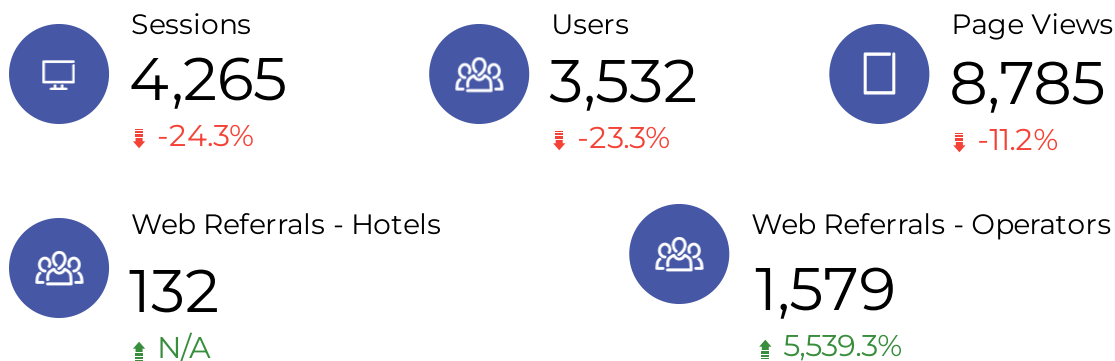 Sessions
4,265
-24.3%
Users
3,532
-23.3%
Page Views
8,785
-11.2%
Web Referrals - Hotels
132
N/A
Web Referrals - Operators
1,579
5,539.3%